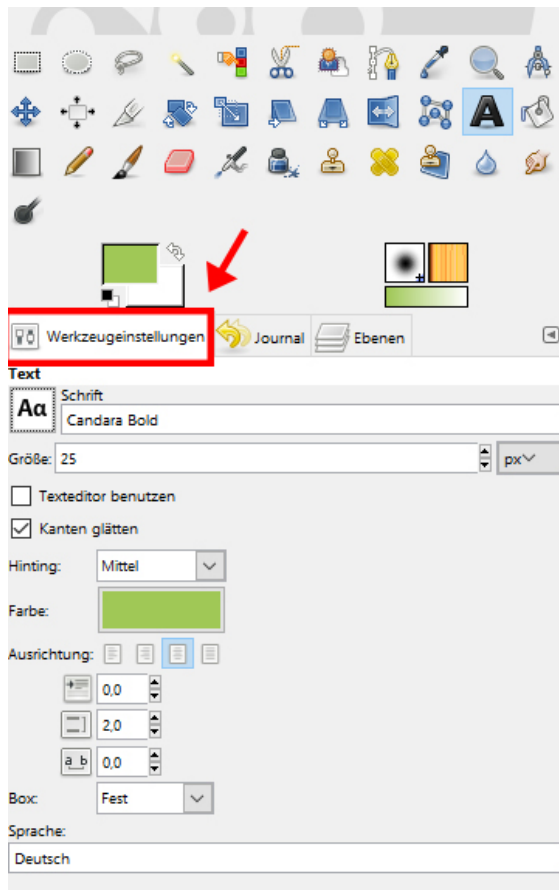 A
Werkzeugeinstellungen Journal Ebenen
Text
Aα Schrift
Candara Bold
Größe: 25 px
Texteditor benutzen
Kanten glätten
Hinting: Mittel
Farbe:
Ausrichtung:
0,0
2,0
a_b 0,0
Box: Fest
Sprache:
Deutsch